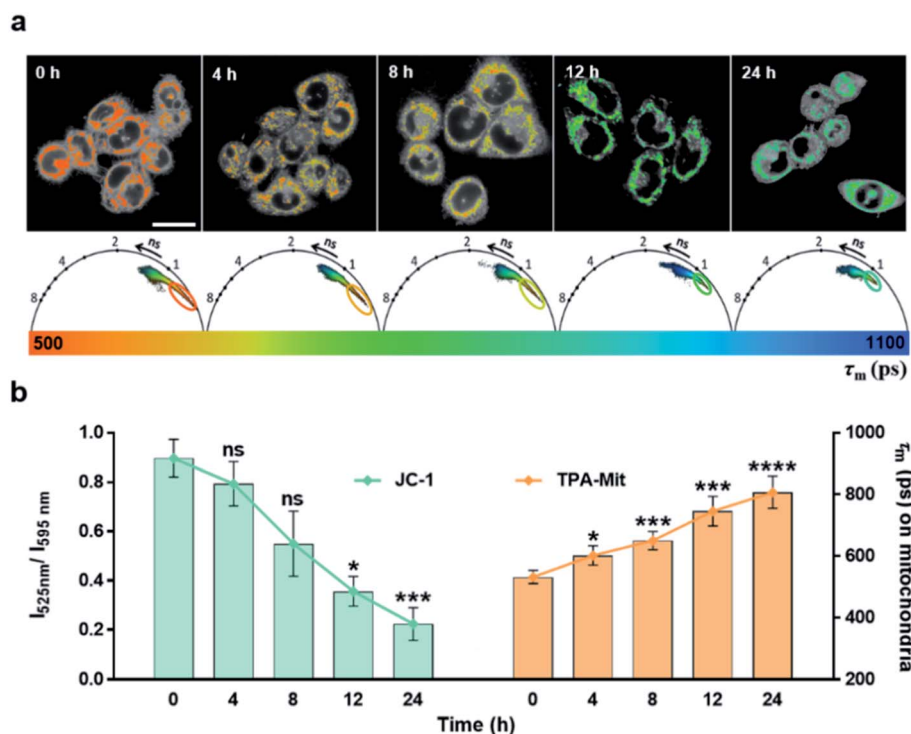 a
0 h
4 h
8 h
12 h
24 h
8 4 2 1 ns
8 4 2 1 ns
8 4 2 1 ns
8 4 2 1 ns
8 4 2 1 ns
500 1100
τm (ps)
b
I525nm/ I595 nm
1.0
0.8
0.6
0.4
0.2
0.0
ns
ns
*
***
JC-1
TPA-Mit
*
***
***
****
1000
800
600
400
200
τm (ps) on mitochondria
0 4 8 12 24 0 4 8 12 24
Time (h)